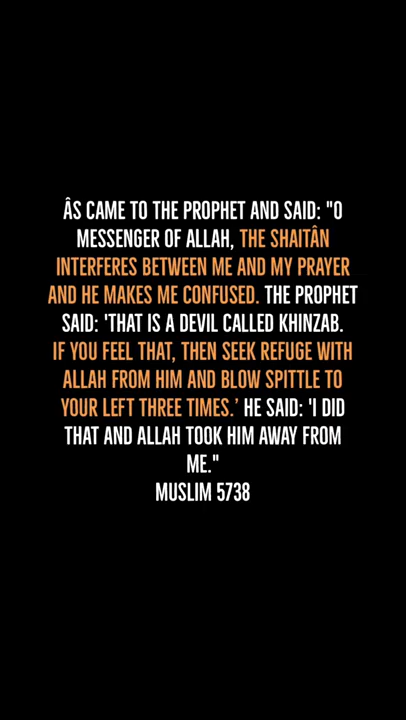 ÂS CAME TO THE PROPHET AND SAID: "O
MESSENGER OF ALLAH, THE SHAITÂN
INTERFERES BETWEEN ME AND MY PRAYER
AND HE MAKES ME CONFUSED. THE PROPHET
SAID: 'THAT IS A DEVIL CALLED KHINZAB.
IF YOU FEEL THAT, THEN SEEK REFUGE WITH
ALLAH FROM HIM AND BLOW SPITTLE TO
YOUR LEFT THREE TIMES.’ HE SAID: 'I DID
THAT AND ALLAH TOOK HIM AWAY FROM
ME."
MUSLIM 5738